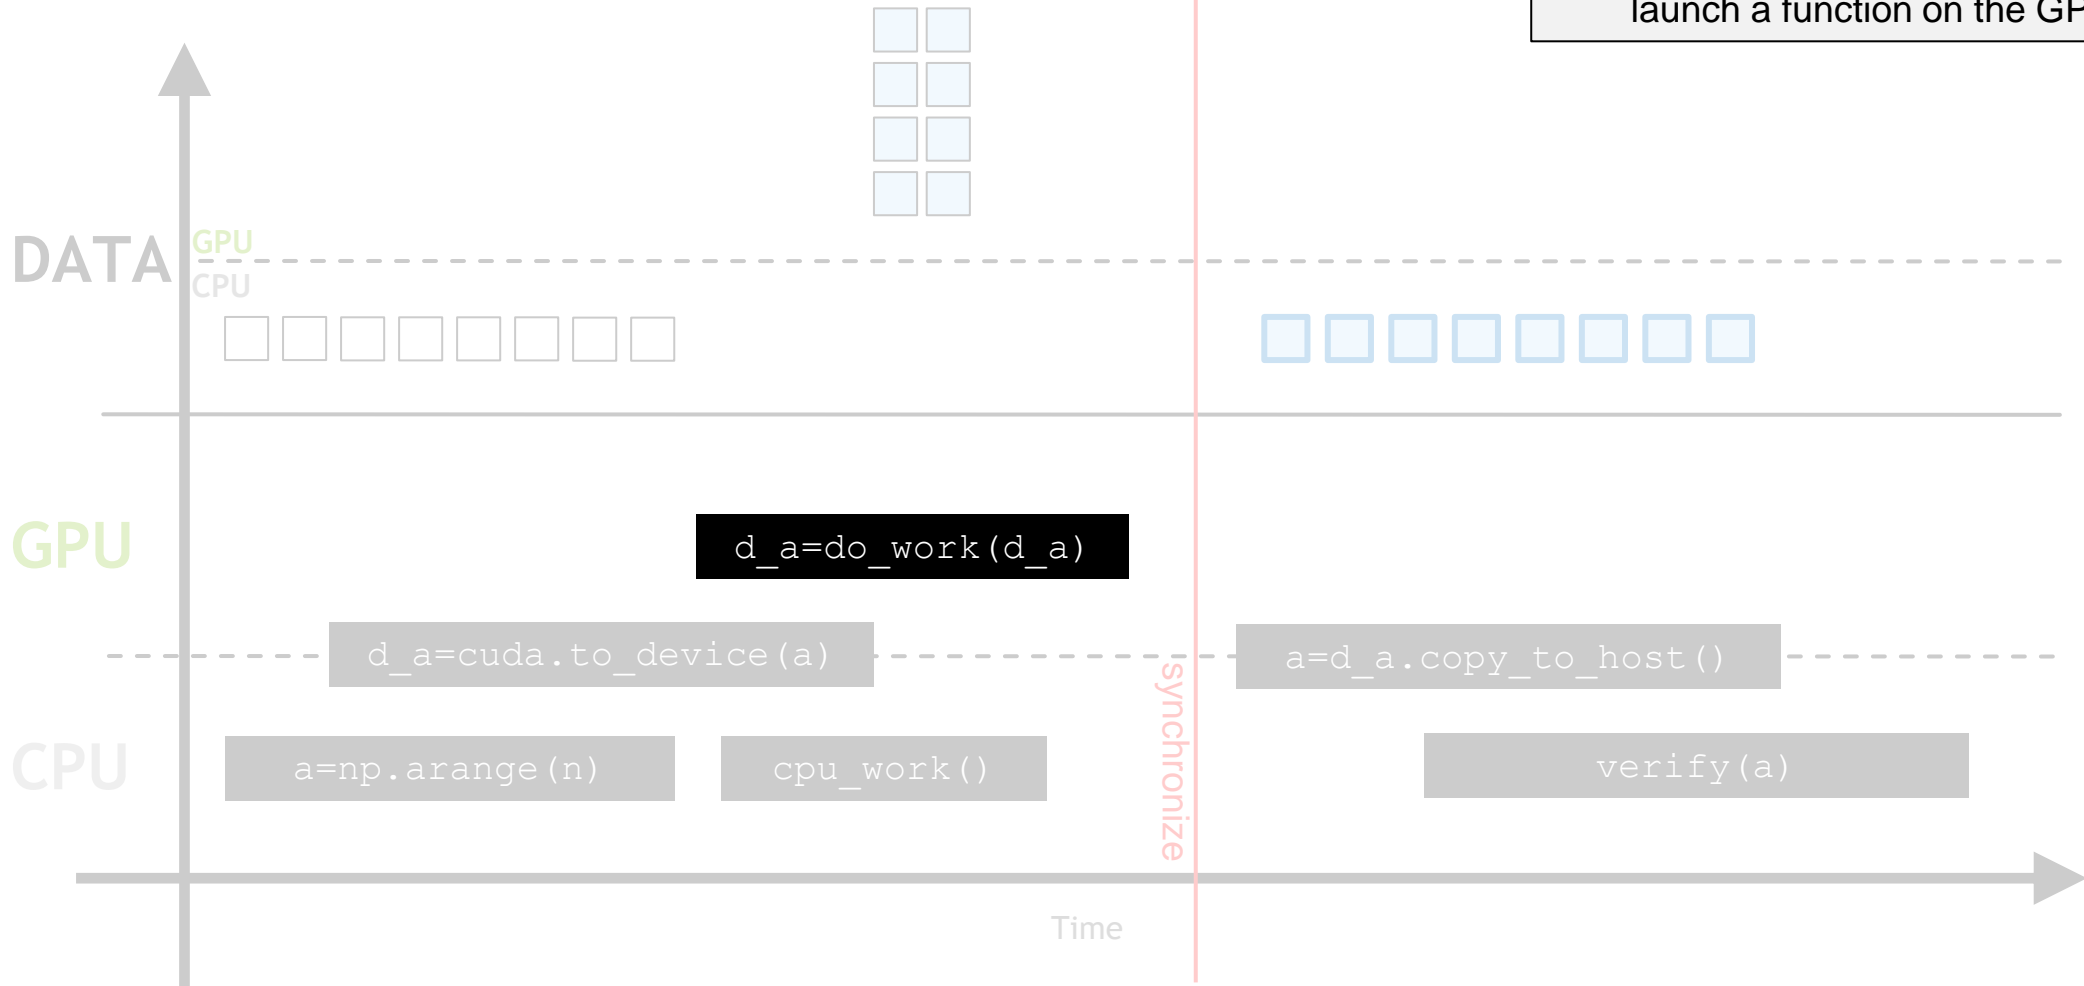 launch a function on the
DATA
GPU
CPU
GPU
d_a=do_work(d_a)
d_a=cuda.to_device(a)
a=d_a.copy_to_host()
synchronize
CPU
a=np.arange(n)
cpu_work()
verify(a)
Time